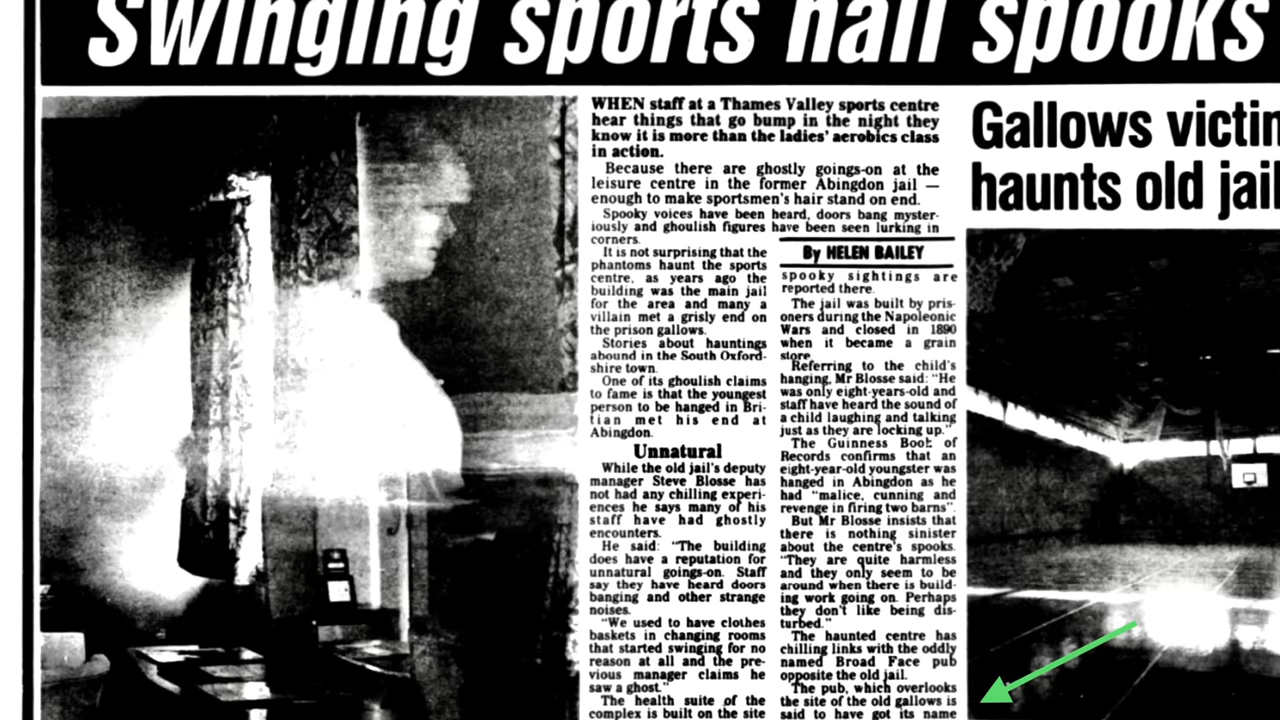 Swinging sports hall spooks
WHEN staff at a Thames Valley sports centre
hear things that go bump in the night they
know it is more than the ladies' aerobics class
in action.
Because there are ghostly goings-on at the
leisure centre in the former Abingdon jail —
enough to make sportsmen's hair stand on end.
Spooky voices have been heard, doors bang myster-
iously and ghoulish figures have been seen lurking in
corners.
It is not surprising that the
phantoms haunt the sports
centre, as years ago the
building was the main jail
for the area and many a
villain met a grisly end on
the prison gallows.
Stories about hauntings
abound in the South Oxford-
shire town.
One of its ghoulish claims
to fame is that the youngest
person to be hanged in Bri-
tian met his end at
Abingdon.
Unnatural
While the old jail's deputy
manager Steve Blosse has
not had any chilling experi-
ences he says many of his
staff have had ghostly
encounters.
He said: "The building
does have a reputation for
unnatural goings-on. Staff
say they have heard doors
banging and other strange
noises.
"We used to have clothes
baskets in changing rooms
that started swinging for no
reason at all and the pre-
vious manager claims he
saw a ghost."
The health suite of the
complex is built on the site
By HELEN BAILEY
spooky sightings are
reported there.
The jail was built by pris-
oners during the Napoleonic
Wars and closed in 1890
when it became a grain
store.
Referring to the child's
hanging, Mr Blosse said: "He
was only eight-years-old and
staff have heard the sound of
a child laughing and talking
just as they are locking up."
The Guinness Book of
Records confirms that an
eight-year-old youngster was
hanged in Abingdon as he
had "malice, cunning and
revenge in firing two barns".
But Mr Blosse insists that
there is nothing sinister
about the centre's spooks.
"They are quite harmless
and they only seem to be
around when there is build-
ing work going on. Perhaps
they don't like being dis-
turbed."
The haunted centre has
chilling links with the oddly
named Broad Face pub
opposite the old jail.
The pub, which overlooks
the site of the old gallows is
said to have got its name
Gallows victim
haunts old jail